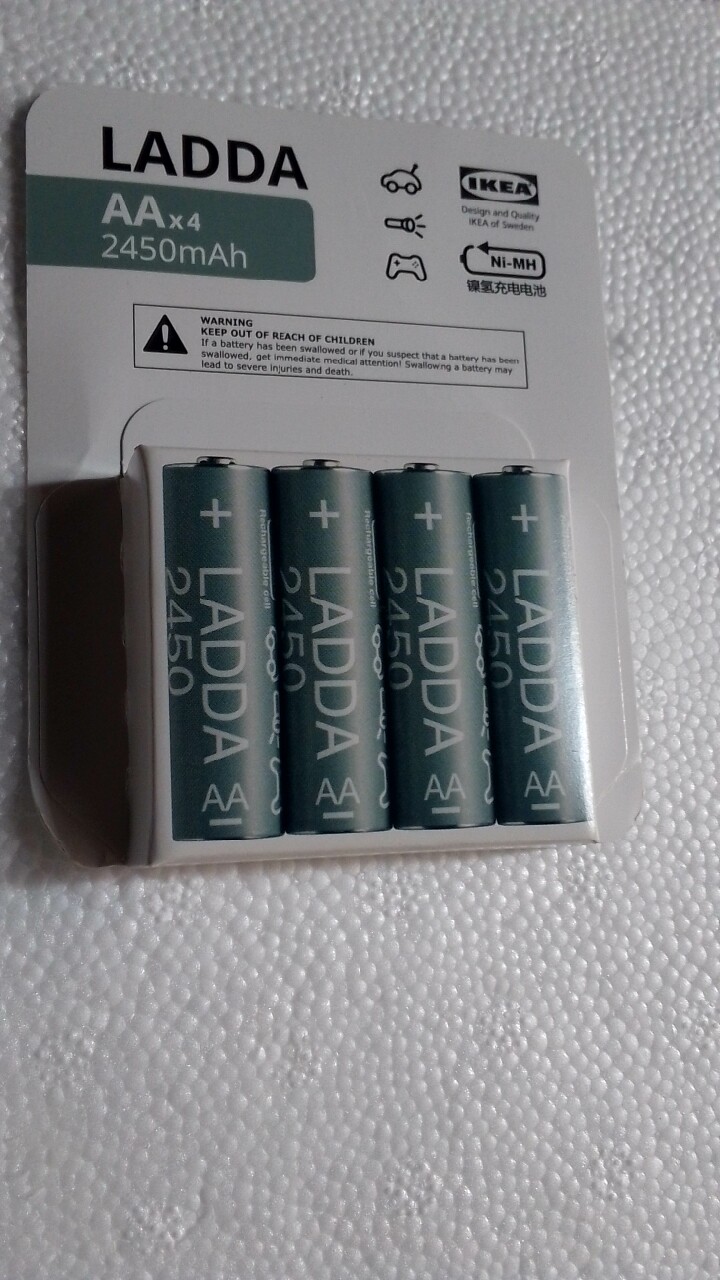 LADDA
AA x4
2450mAh
IKEA
Design and Quality
IKEA of Sweden
Ni-MH
镍氢充电电池
WARNING
KEEP OUT OF REACH OF CHILDREN
If a battery has been swallowed or if you suspect that a battery has been
swallowed, get immediate medical attention! Swallowing a battery may
lead to severe injuries and death.
+ LADDA AA
2450
Rechargeable cell
+ LADDA AA
2450
Rechargeable cell
+ LADDA AA
2450
Rechargeable cell
+ LADDA AA
2450